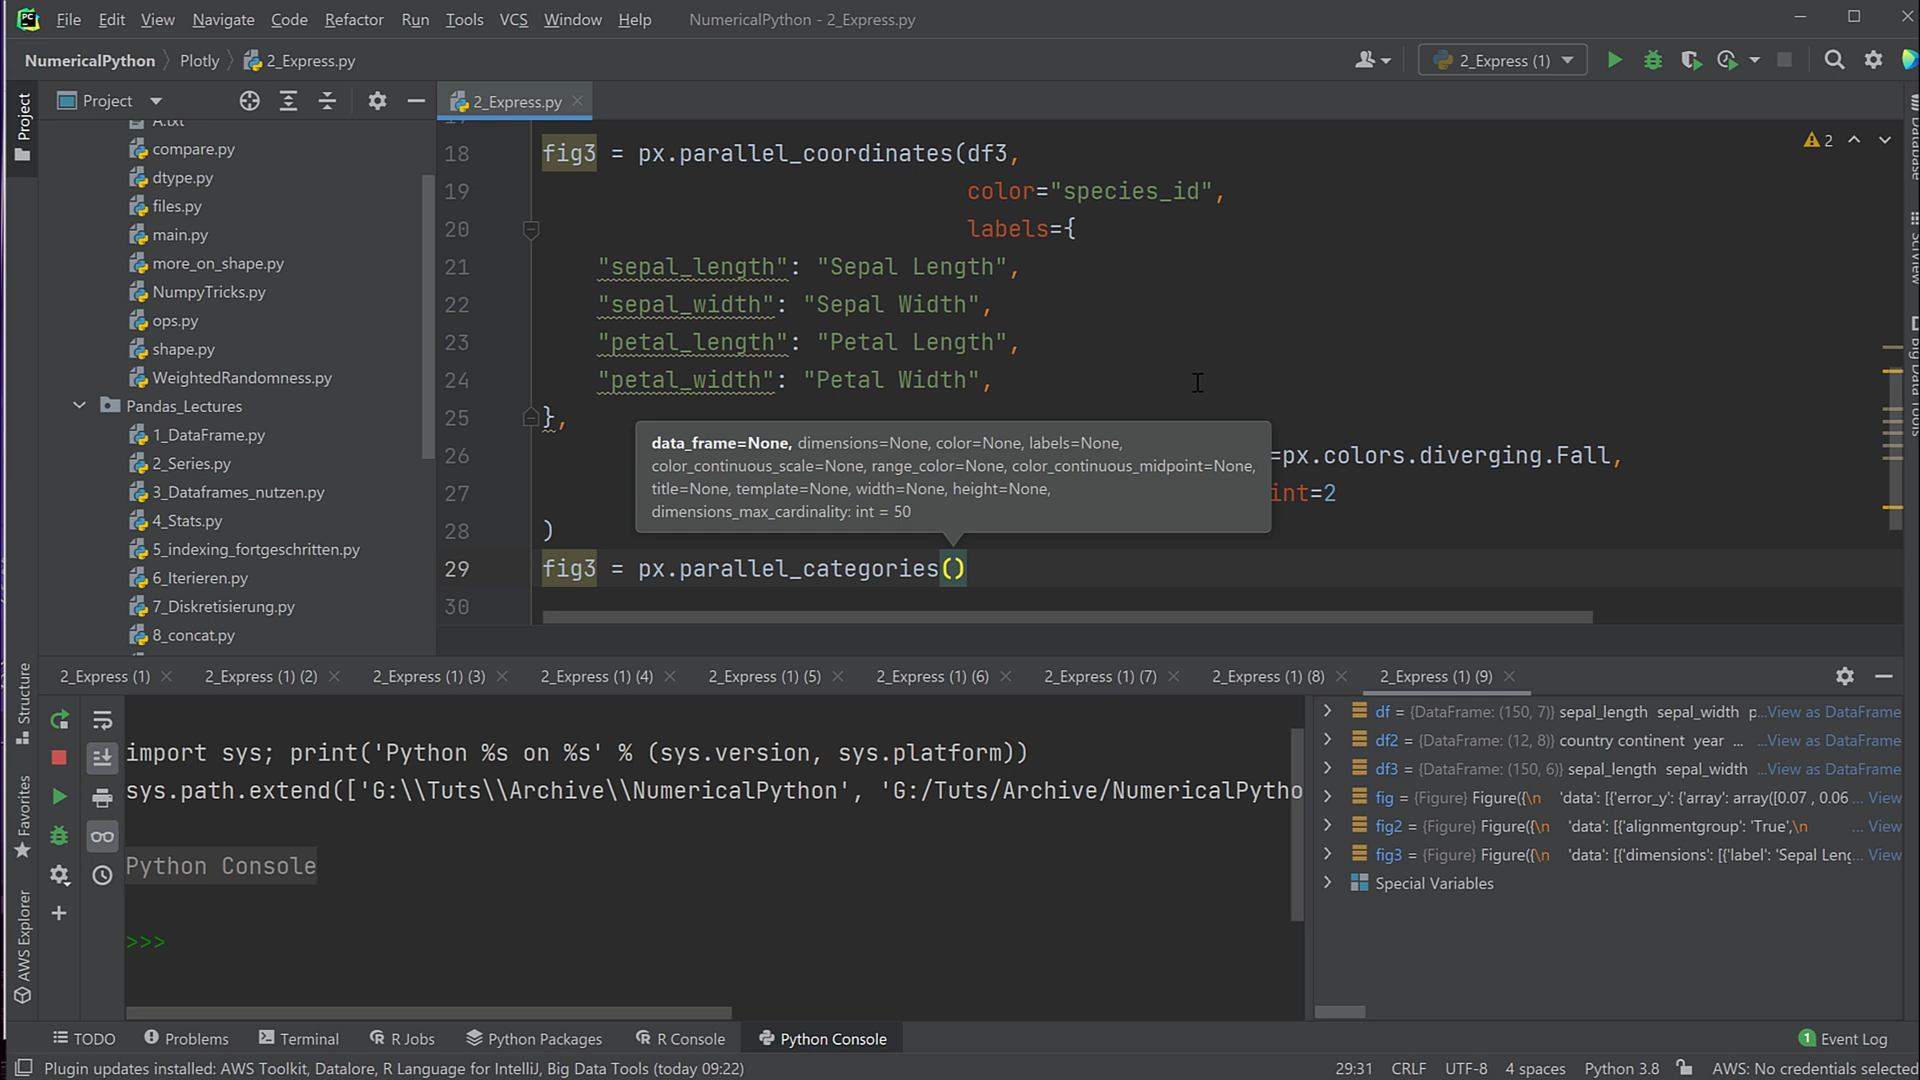 File Edit View Navigate Code Refactor Run Tools VCS Window Help NumericalPython - 2_Express.py
NumericalPython Plotly 2_Express.py 2_Express (1)
Project 2_Express.py
A.txt
compare.py
dtype.py
files.py
main.py
more_on_shape.py
NumpyTricks.py
ops.py
shape.py
WeightedRandomness.py
Pandas_Lectures
1_DataFrame.py
2_Series.py
3_Dataframes_nutzen.py
4_Stats.py
5_indexing_fortgeschritten.py
6_Iterieren.py
7_Diskretisierung.py
8_concat.py
Project
Structure
Favorites
AWS Explorer
2
18 fig3 = px.parallel_coordinates(df3,
19 color="species_id",
20 labels={
21 "sepal_length": "Sepal Length",
22 "sepal_width": "Sepal Width",
23 "petal_length": "Petal Length",
24 "petal_width": "Petal Width",
25 },
26 =px.colors.diverging.Fall,
27 int=2
28 )
29 fig3 = px.parallel_categories()
30
data_frame=None, dimensions=None, color=None, labels=None,
color_continuous_scale=None, range_color=None, color_continuous_midpoint=None,
title=None, template=None, width=None, height=None,
dimensions_max_cardinality: int = 50
Database
SciView
Big Data Tools
2_Express (1) 2_Express (1) (2) 2_Express (1) (3) 2_Express (1) (4) 2_Express (1) (5) 2_Express (1) (6) 2_Express (1) (7) 2_Express (1) (8) 2_Express (1) (9)
import sys; print('Python %s on %s' % (sys.version, sys.platform))
sys.path.extend(['G:\\Tuts\\Archive\\NumericalPython', 'G:/Tuts/Archive/NumericalPytho
Python Console
>>>
df = {DataFrame: (150, 7)} sepal_length sepal_width p...View as DataFrame
df2 = {DataFrame: (12, 8)} country continent year ... ...View as DataFrame
df3 = {DataFrame: (150, 6)} sepal_length sepal_width ...View as DataFrame
fig = {Figure} Figure({\n 'data': [{'error_y': {'array': array([0.07 , 0.06 ... View
fig2 = {Figure} Figure({\n 'data': [{'alignmentgroup': 'True',\n ... View
fig3 = {Figure} Figure({\n 'data': [{'dimensions': [{'label': 'Sepal Leng... View
Special Variables
TODO Problems Terminal R Jobs Python Packages R Console Python Console 1 Event Log
Plugin updates installed: AWS Toolkit, Datalore, R Language for IntelliJ, Big Data Tools (today 09:22) 29:31 CRLF UTF-8 4 spaces Python 3.8 AWS: No credentials selected